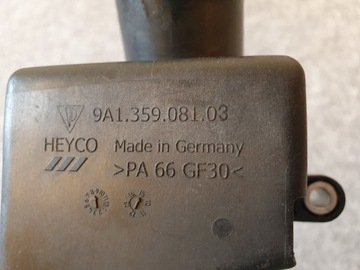 9A1.359.081.03
HEYCO Made in Germany
>PA 66 GF30<